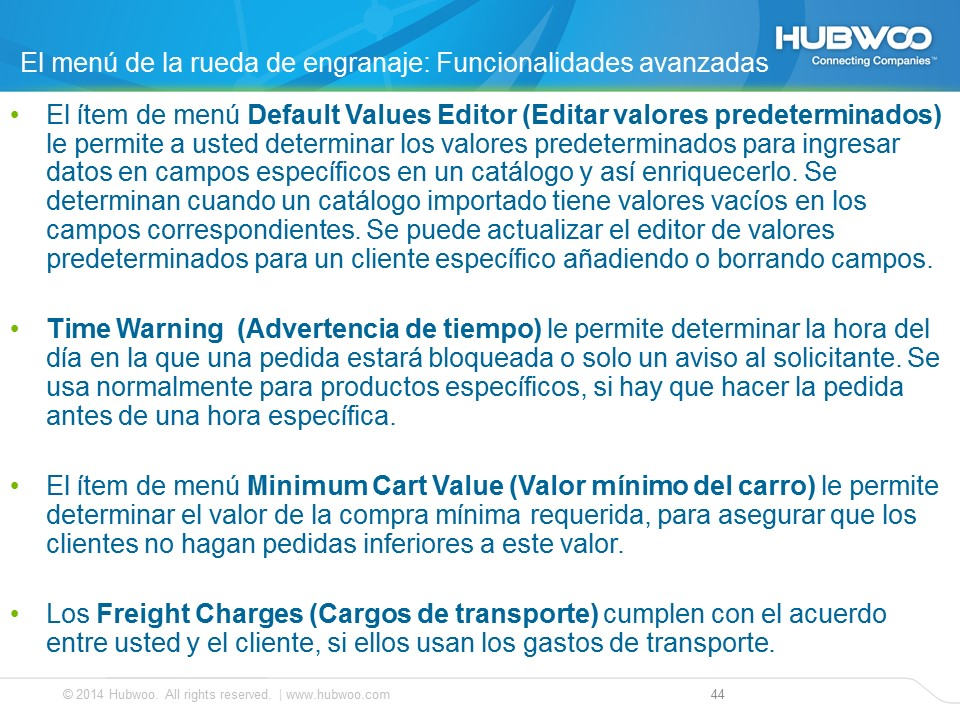 HUBWOO
Connecting Companies™
El menú de la rueda de engranaje: Funcionalidades avanzadas
• El ítem de menú Default Values Editor (Editar valores predeterminados)
le permite a usted determinar los valores predeterminados para ingresar
datos en campos específicos en un catálogo y así enriquecerlo. Se
determinan cuando un catálogo importado tiene valores vacíos en los
campos correspondientes. Se puede actualizar el editor de valores
predeterminados para un cliente específico añadiendo o borrando campos.
• Time Warning (Advertencia de tiempo) le permite determinar la hora del
día en la que una pedida estará bloqueada o solo un aviso al solicitante. Se
usa normalmente para productos específicos, si hay que hacer la pedida
antes de una hora específica.
• El ítem de menú Minimum Cart Value (Valor mínimo del carro) le permite
determinar el valor de la compra mínima requerida, para asegurar que los
clientes no hagan pedidas inferiores a este valor.
• Los Freight Charges (Cargos de transporte) cumplen con el acuerdo
entre usted y el cliente, si ellos usan los gastos de transporte.
© 2014 Hubwoo. All rights reserved. | www.hubwoo.com 44